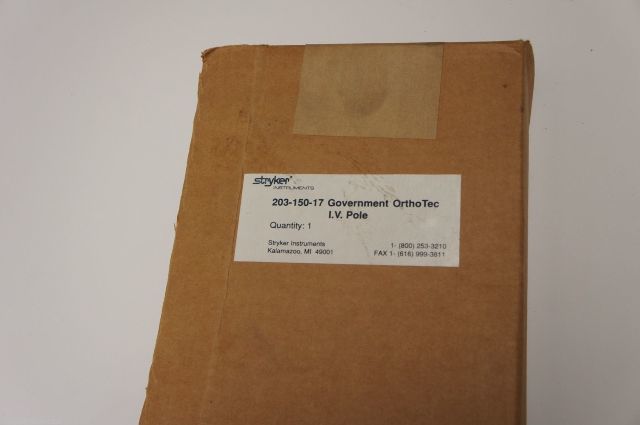 stryker®
INSTRUMENTS
203-150-17 Government OrthoTec
I.V. Pole
Quantity: 1
Stryker Instruments
Kalamazoo, MI 49001
1- (800) 253-3210
FAX 1- (616) 999-3811